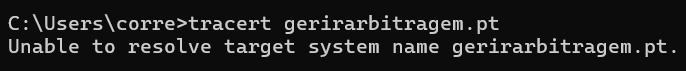 C:\Users\corre>tracert gerirarbitragem.pt
Unable to resolve target system name gerirarbitragem.pt.